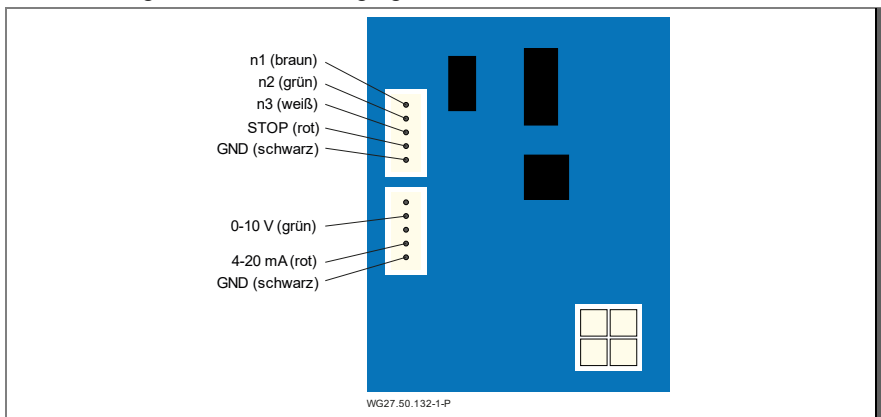 n1 (braun)
n2 (grün)
n3 (weiß)
STOP (rot)
GND (schwarz)
0-10 V (grün)
4-20 mA (rot)
GND (schwarz)
WG27.50.132-1-P